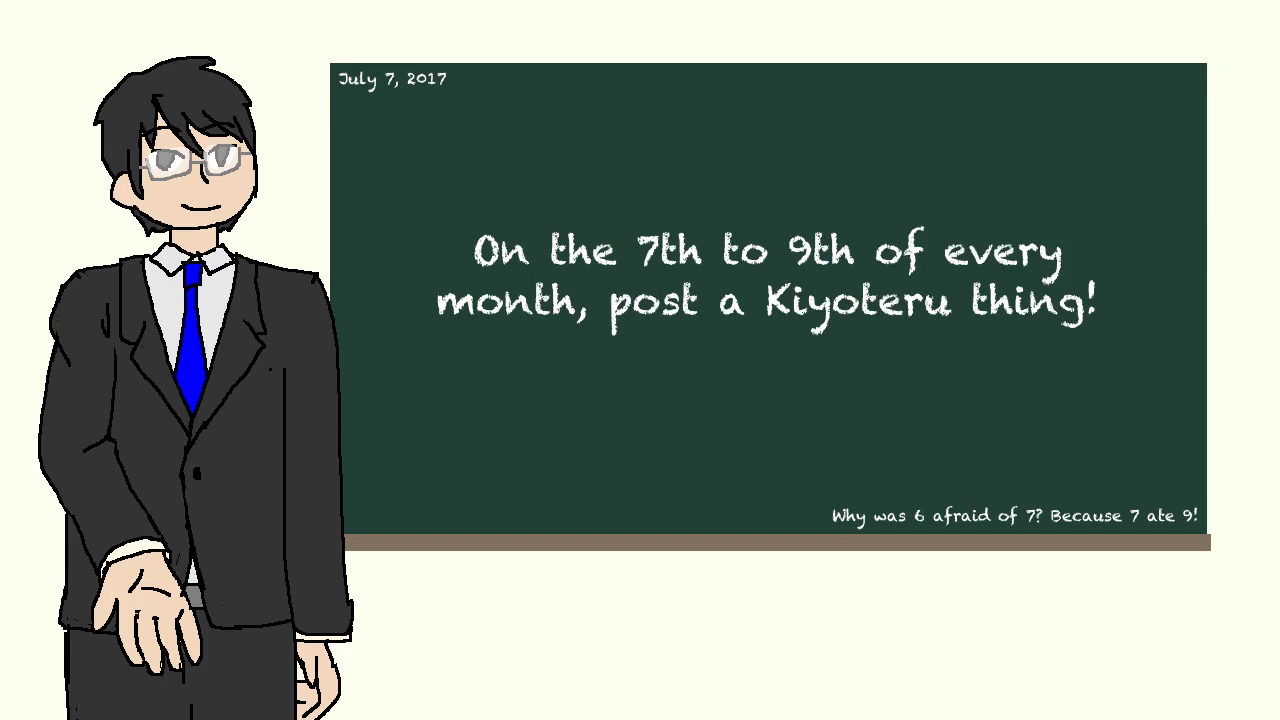 July 7, 2017
On the 7th to 9th of every
month, post a Kiyoteru thing!
Why was 6 afraid of 7? Because 7 ate 9!